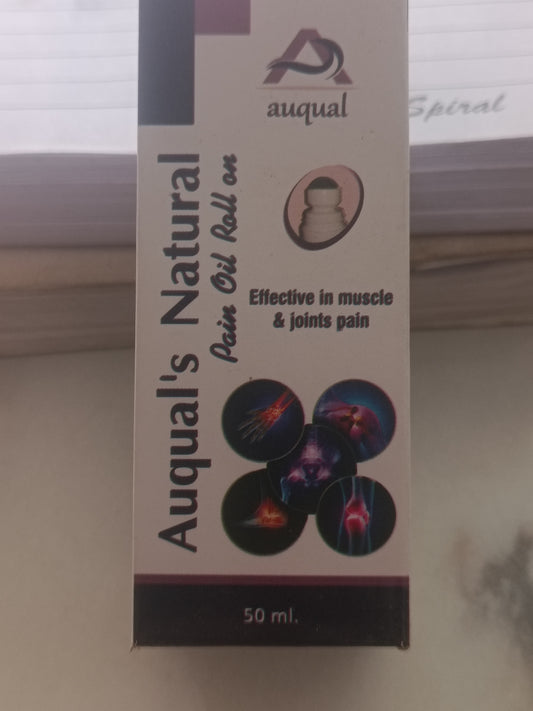 auqual
Spiral
Auqual's Natural
Pain Oil Roll on
Effective in muscle
& joints pain
50 ml.